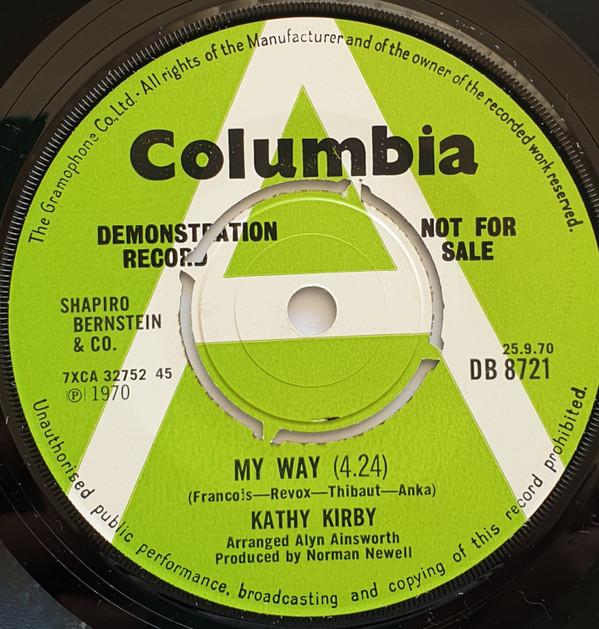 The Gramophone Co. Ltd. · All rights of the Manufacturer and of the owner of the recorded work reserved.
Columbia
DEMONSTRATION
RECORD
NOT FOR
SALE
SHAPIRO
BERNSTEIN
& CO.
7XCA 32752 45
Ⓟ 1970
25.9.70
DB 8721
MY WAY (4.24)
(Francois—Revox—Thibaut—Anka)
KATHY KIRBY
Arranged Alyn Ainsworth
Produced by Norman Newell
Unauthorised public performance, broadcasting and copying of this record prohibited.